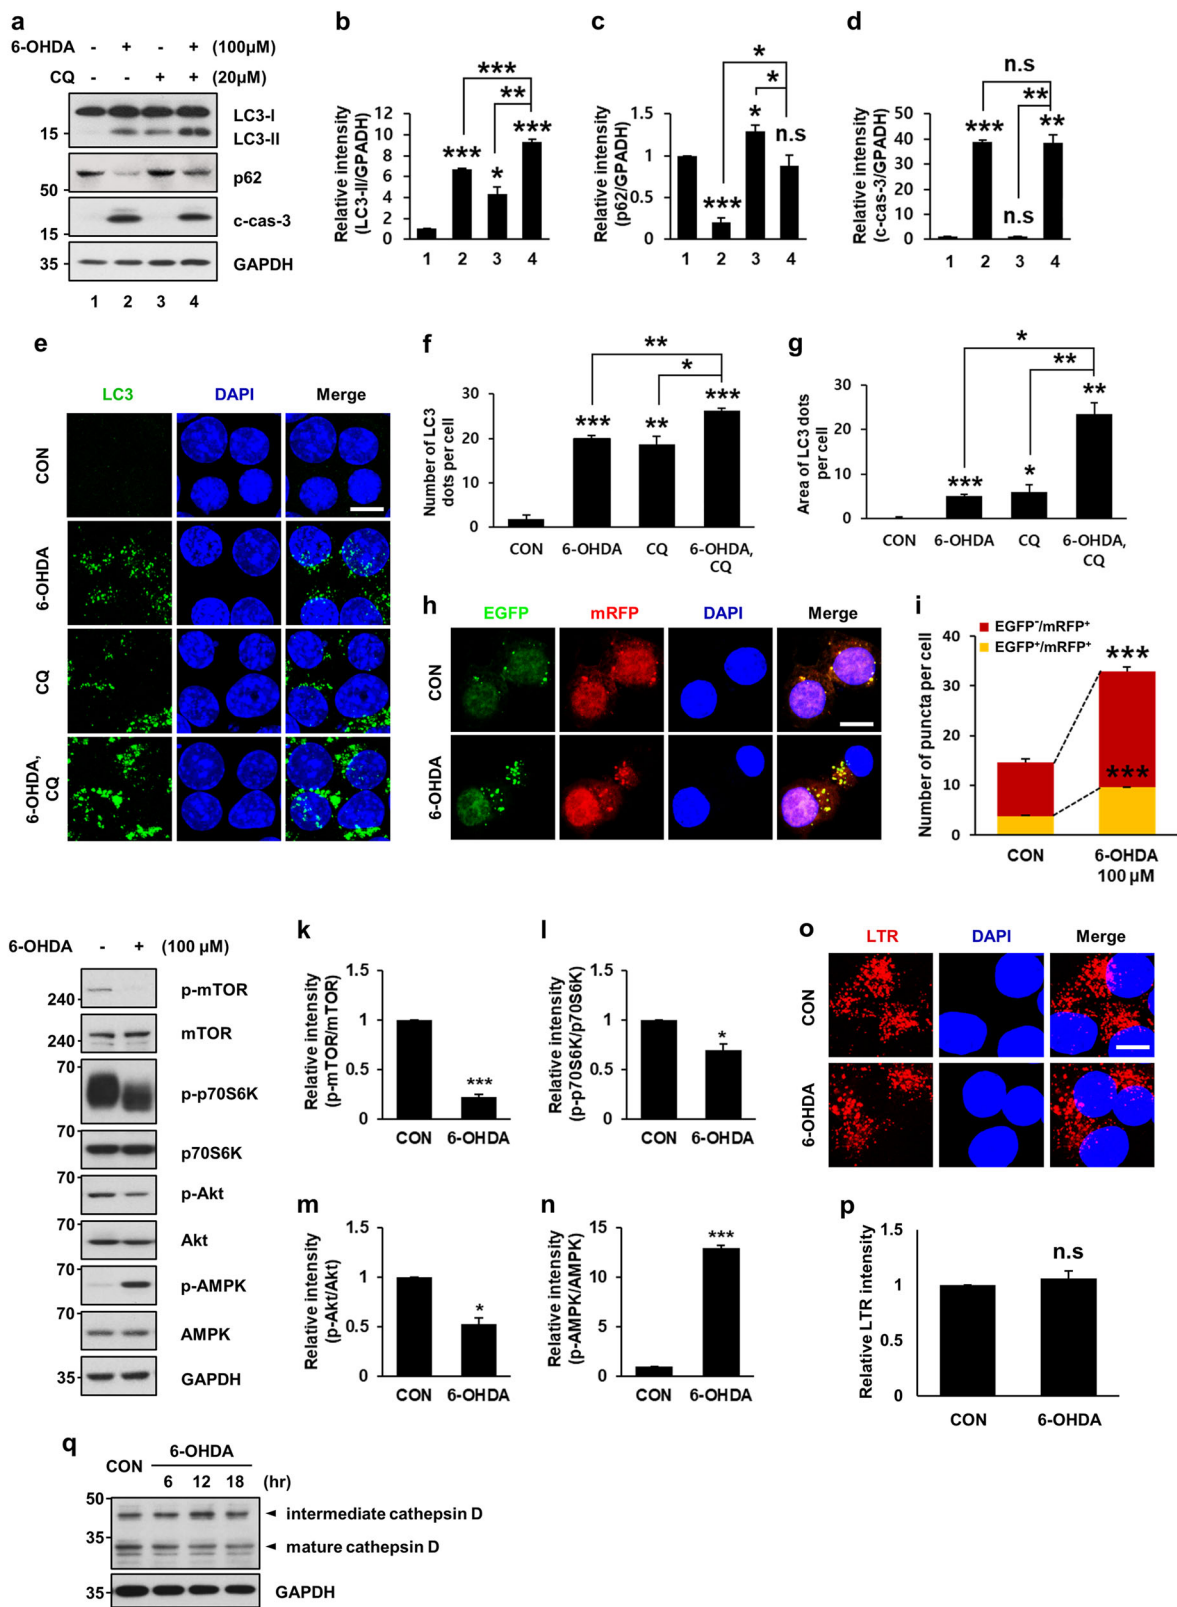 a
6-OHDA - + - + (100μM)
CQ - - + + (20μM)
LC3-I
15
LC3-II
p62
50
c-cas-3
15
35
GAPDH
1 2 3 4
b
Relative intensity
(LC3-II/GPADH)
12
10
8
6
4
2
0
***
*
***
**
***
1 2 3 4
c
Relative intensity
(p62/GPADH)
1.5
1
0.5
0
***
*
n.s
*
*
1 2 3 4
d
Relative intensity
(c-cas-3/GPADH)
50
40
30
20
10
0
***
n.s
**
**
n.s
1 2 3 4
e
LC3 DAPI Merge
CON
6-OHDA
CQ
6-OHDA,
CQ
f
Number of LC3
dots per cell
30
20
10
0
***
**
***
*
**
CON 6-OHDA CQ 6-OHDA,
CQ
g
Area of LC3 dots
per cell
30
20
10
0
***
*
**
**
*
CON 6-OHDA CQ 6-OHDA,
CQ
h
EGFP mRFP DAPI Merge
CON
6-OHDA
i
EGFP-/mRFP+
EGFP+/mRFP+
Number of puncta per cell
40
30
20
10
0
***
***
CON 6-OHDA
100 μM
6-OHDA - + (100 μM)
240
p-mTOR
240
mTOR
70
p-p70S6K
70
p70S6K
70
p-Akt
70
Akt
70
p-AMPK
70
AMPK
35
GAPDH
k
Relative intensity
(p-mTOR/mTOR)
1.5
1
0.5
0
***
CON 6-OHDA
l
Relative intensity
(p-p70S6K/p70S6K)
1.5
1
0.5
0
*
CON 6-OHDA
m
Relative intensity
(p-Akt/Akt)
1.5
1
0.5
0
*
CON 6-OHDA
n
Relative intensity
(p-AMPK/AMPK)
15
10
5
0
***
CON 6-OHDA
o
LTR DAPI Merge
CON
6-OHDA
p
Relative LTR intensity
1.5
1
0.5
0
n.s
CON 6-OHDA
q
6-OHDA
CON 6 12 18 (hr)
50
intermediate cathepsin D
35
mature cathepsin D
35
GAPDH